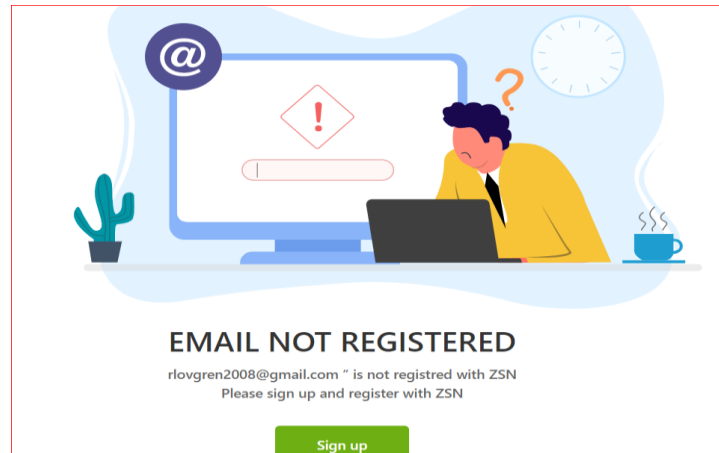 @
!
?
EMAIL NOT REGISTERED
rlovgren2008@gmail.com " is not registred with ZSN
Please sign up and register with ZSN
Sign up